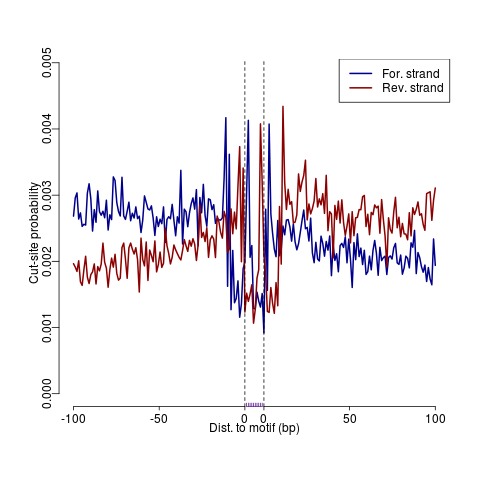 For. strand
Rev. strand
Cut-site probability
0.005
0.004
0.003
0.002
0.001
0.000
-100 -50 0 0 50 100
Dist. to motif (bp)